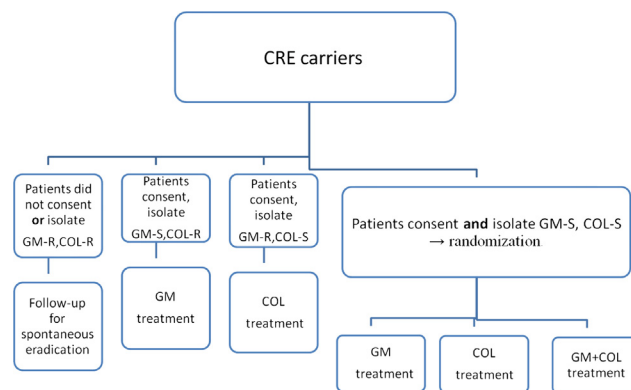 CRE carriers
Patients did
not consent
or isolate
GM-R,COL-R
Patients
consent,
isolate
GM-S,COL-R
Patients
consent,
isolate
GM-R,COL-S
Patients consent and isolate GM-S, COL-S
→ randomization
Follow-up
for
spontaneous
eradication
GM
treatment
COL
treatment
GM
treatment
COL
treatment
GM+COL
treatment